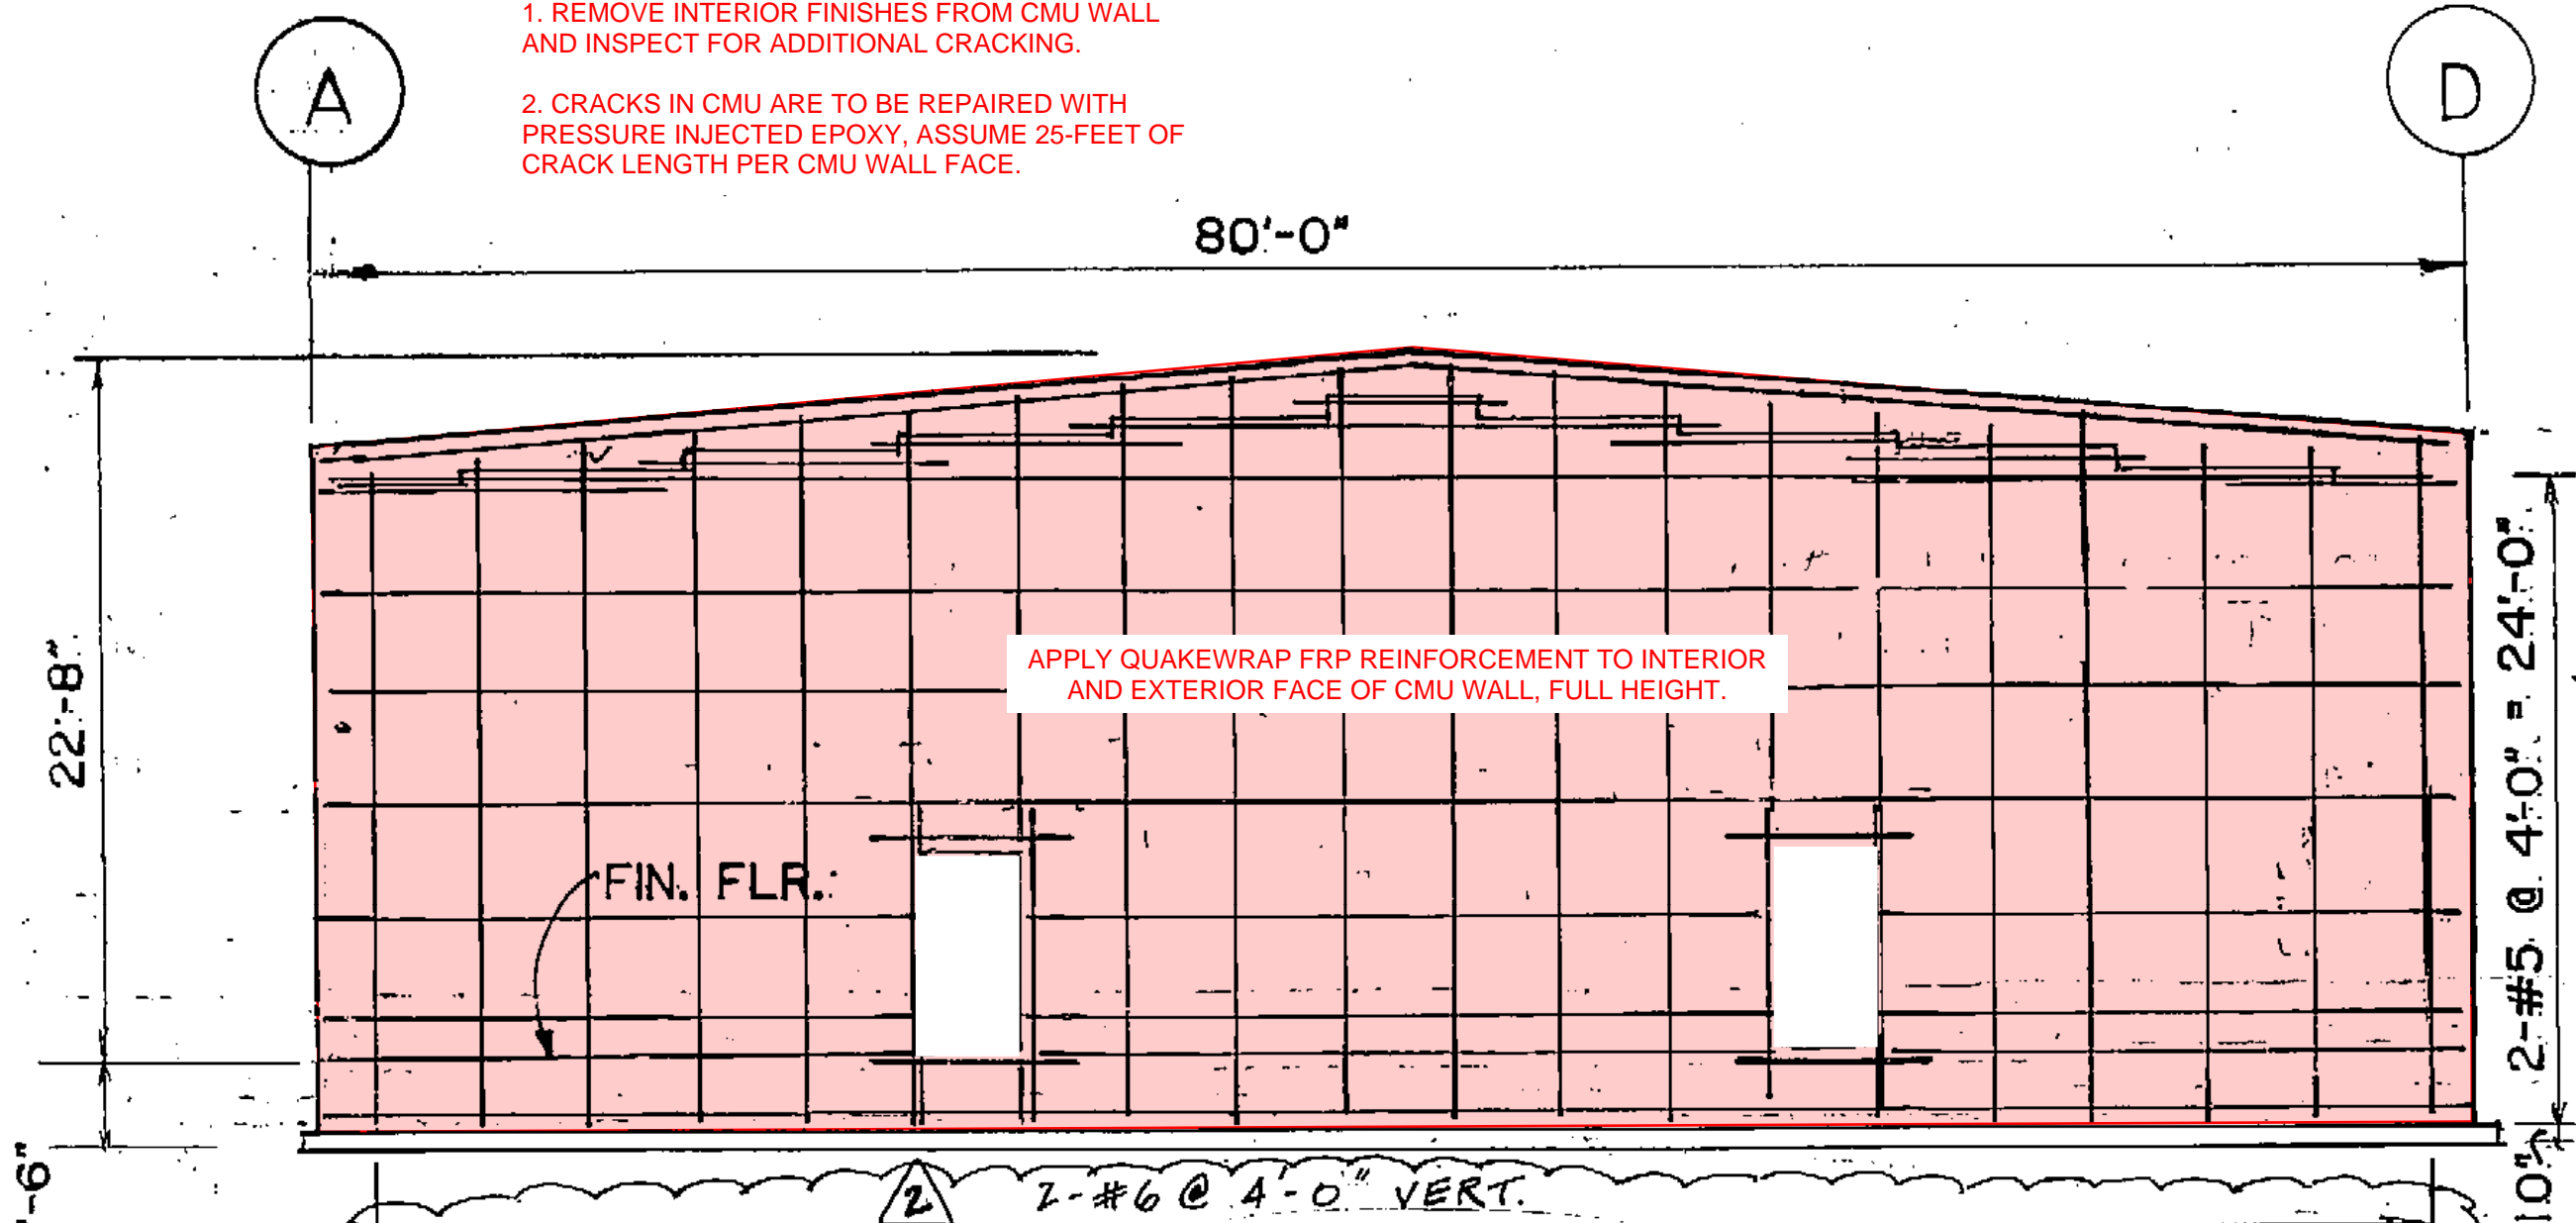 1. REMOVE INTERIOR FINISHES FROM CMU WALL
AND INSPECT FOR ADDITIONAL CRACKING.
2. CRACKS IN CMU ARE TO BE REPAIRED WITH
PRESSURE INJECTED EPOXY, ASSUME 25-FEET OF
CRACK LENGTH PER CMU WALL FACE.
A
D
80'-0"
22'-8"
APPLY QUAKEWRAP FRP REINFORCEMENT TO INTERIOR
AND EXTERIOR FACE OF CMU WALL, FULL HEIGHT.
2-#5 @ 4'-0" = 24'-0"
FIN. FLR.
2
2-#6 @ 4'-0" VERT.
10"